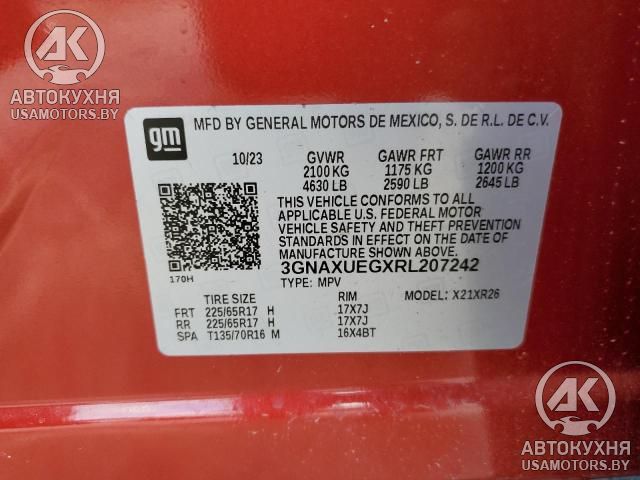 АВТОКУХНЯ
USAMOTORS.BY
АВТОКУХНЯ
USAMOTORS.BY
gm
MFD BY GENERAL MOTORS DE MEXICO, S. DE R.L. DE C.V.
10/23 GVWR GAWR FRT GAWR RR
2100 KG 1175 KG 1200 KG
4630 LB 2590 LB 2645 LB
THIS VEHICLE CONFORMS TO ALL
APPLICABLE U.S. FEDERAL MOTOR
VEHICLE SAFETY AND THEFT PREVENTION
STANDARDS IN EFFECT ON THE DATE OF
MANUFACTURE SHOWN ABOVE.
170H
3GNAXUEGXRL207242
TYPE: MPV MODEL: X21XR26
TIRE SIZE RIM
FRT 225/65R17 H 17X7J
RR 225/65R17 H 17X7J
SPA T135/70R16 M 16X4BT
АК
АВТОКУХНЯ
USAMOTORS.BY